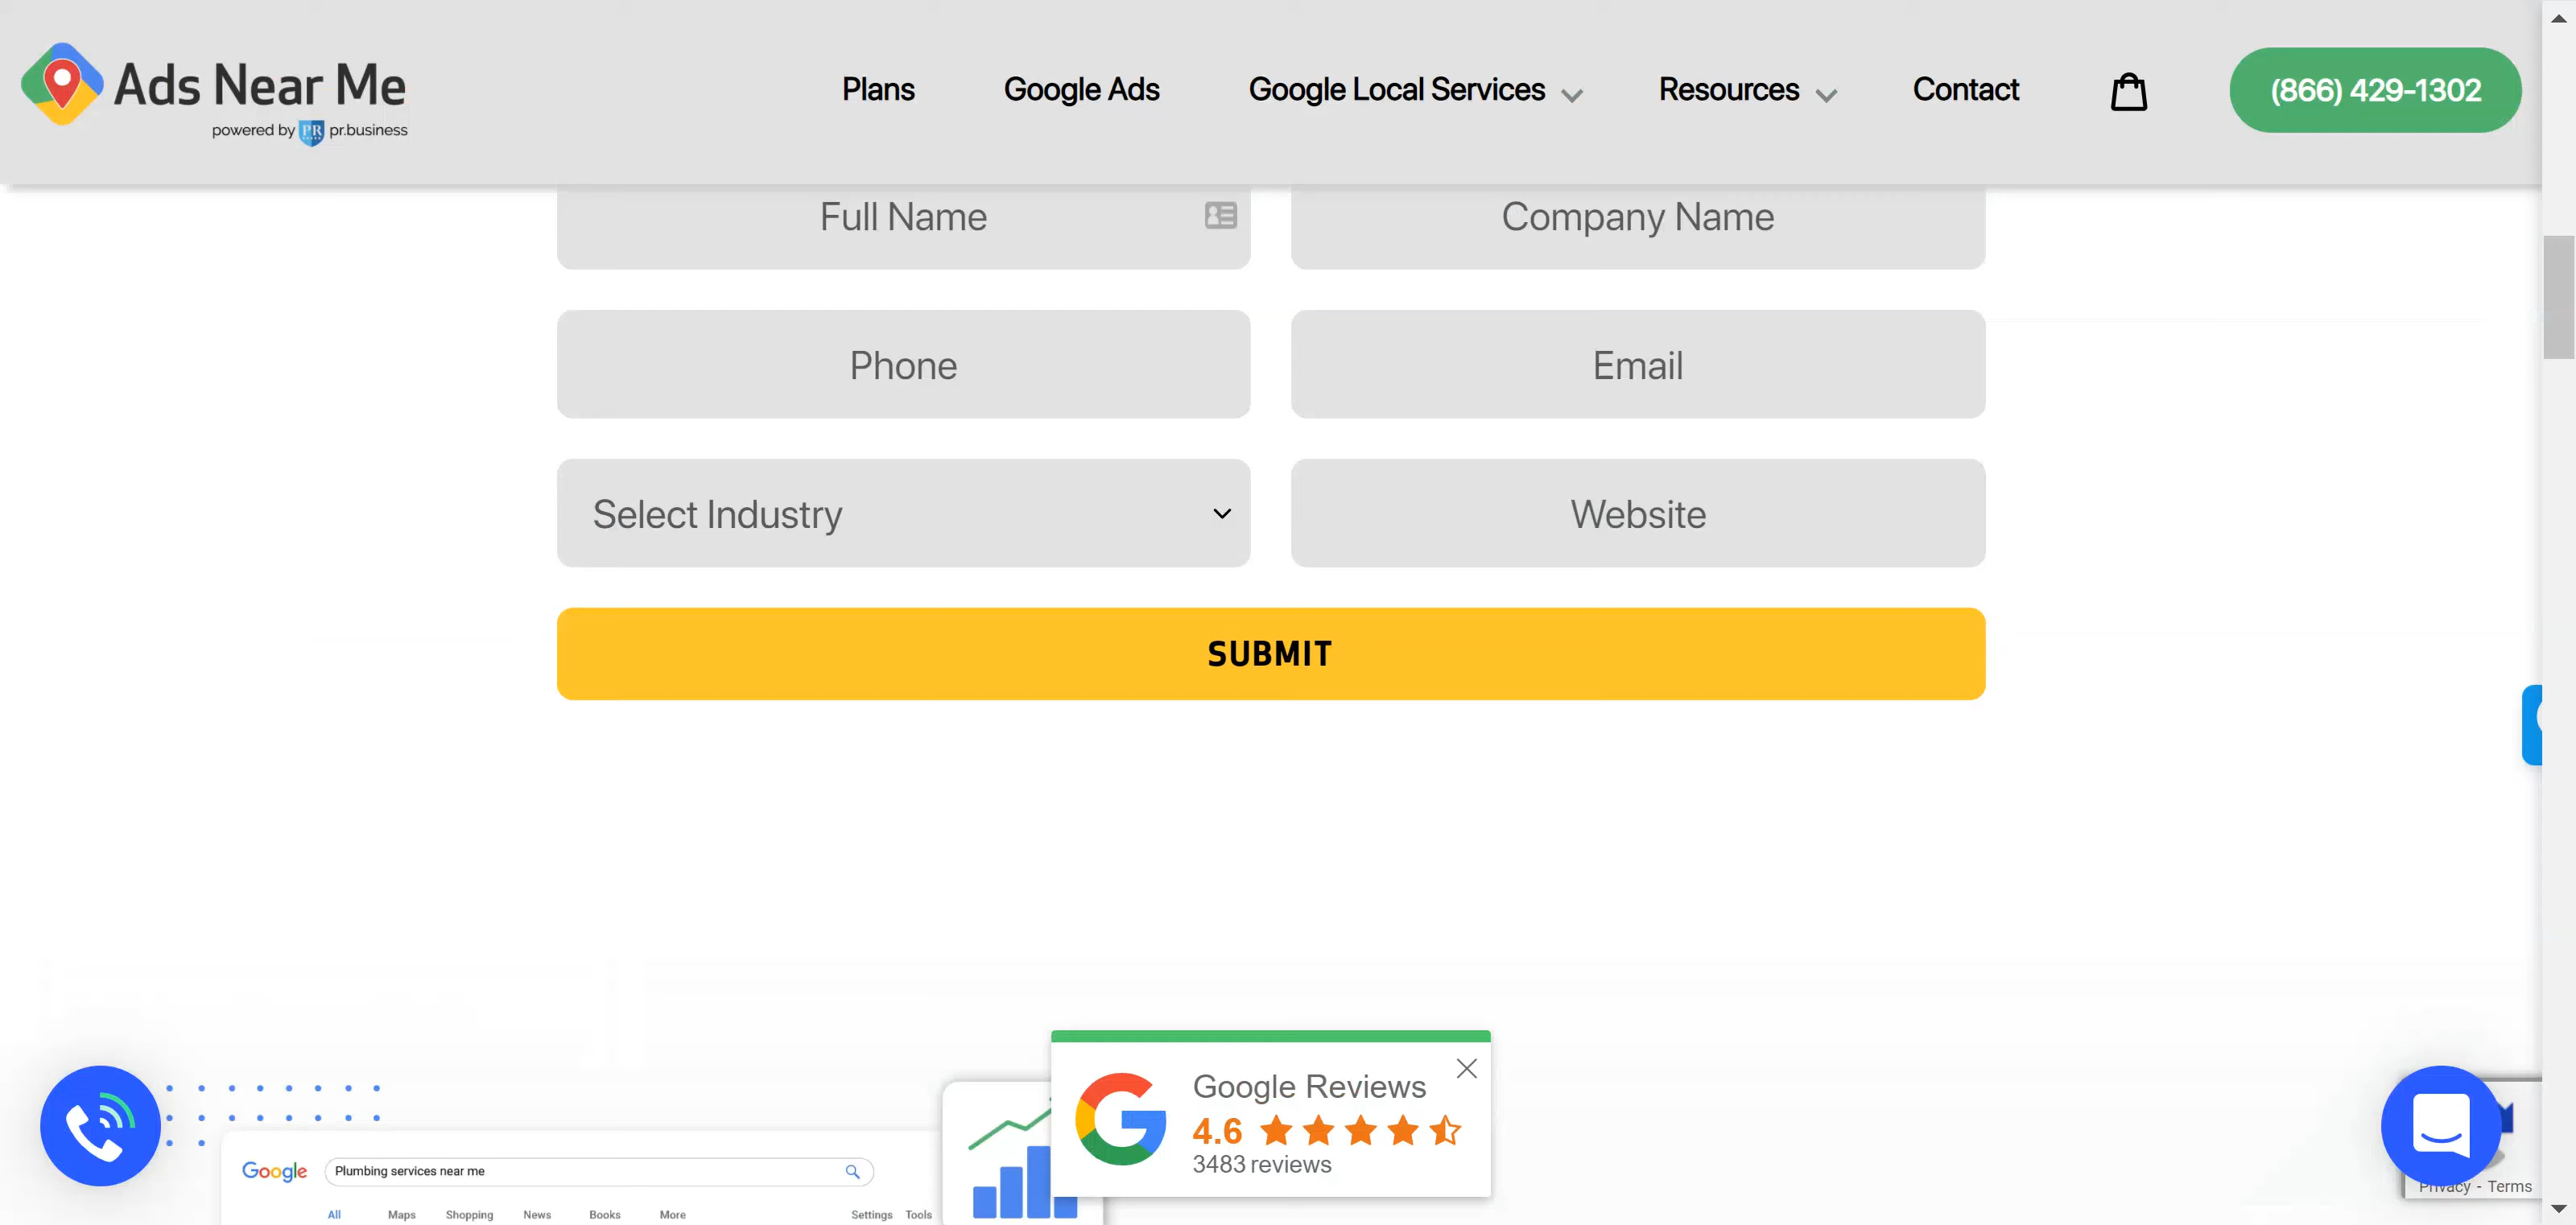 Ads Near Me
powered by PR pr.business
Plans
Google Ads
Google Local Services
Resources
Contact
(866) 429-1302
Full Name
Company Name
Phone
Email
Select Industry
Website
SUBMIT
Google Reviews
4.6
3483 reviews
Google
Plumbing services near me
All
Maps
Shopping
News
Books
More
Settings
Tools
Privacy - Terms